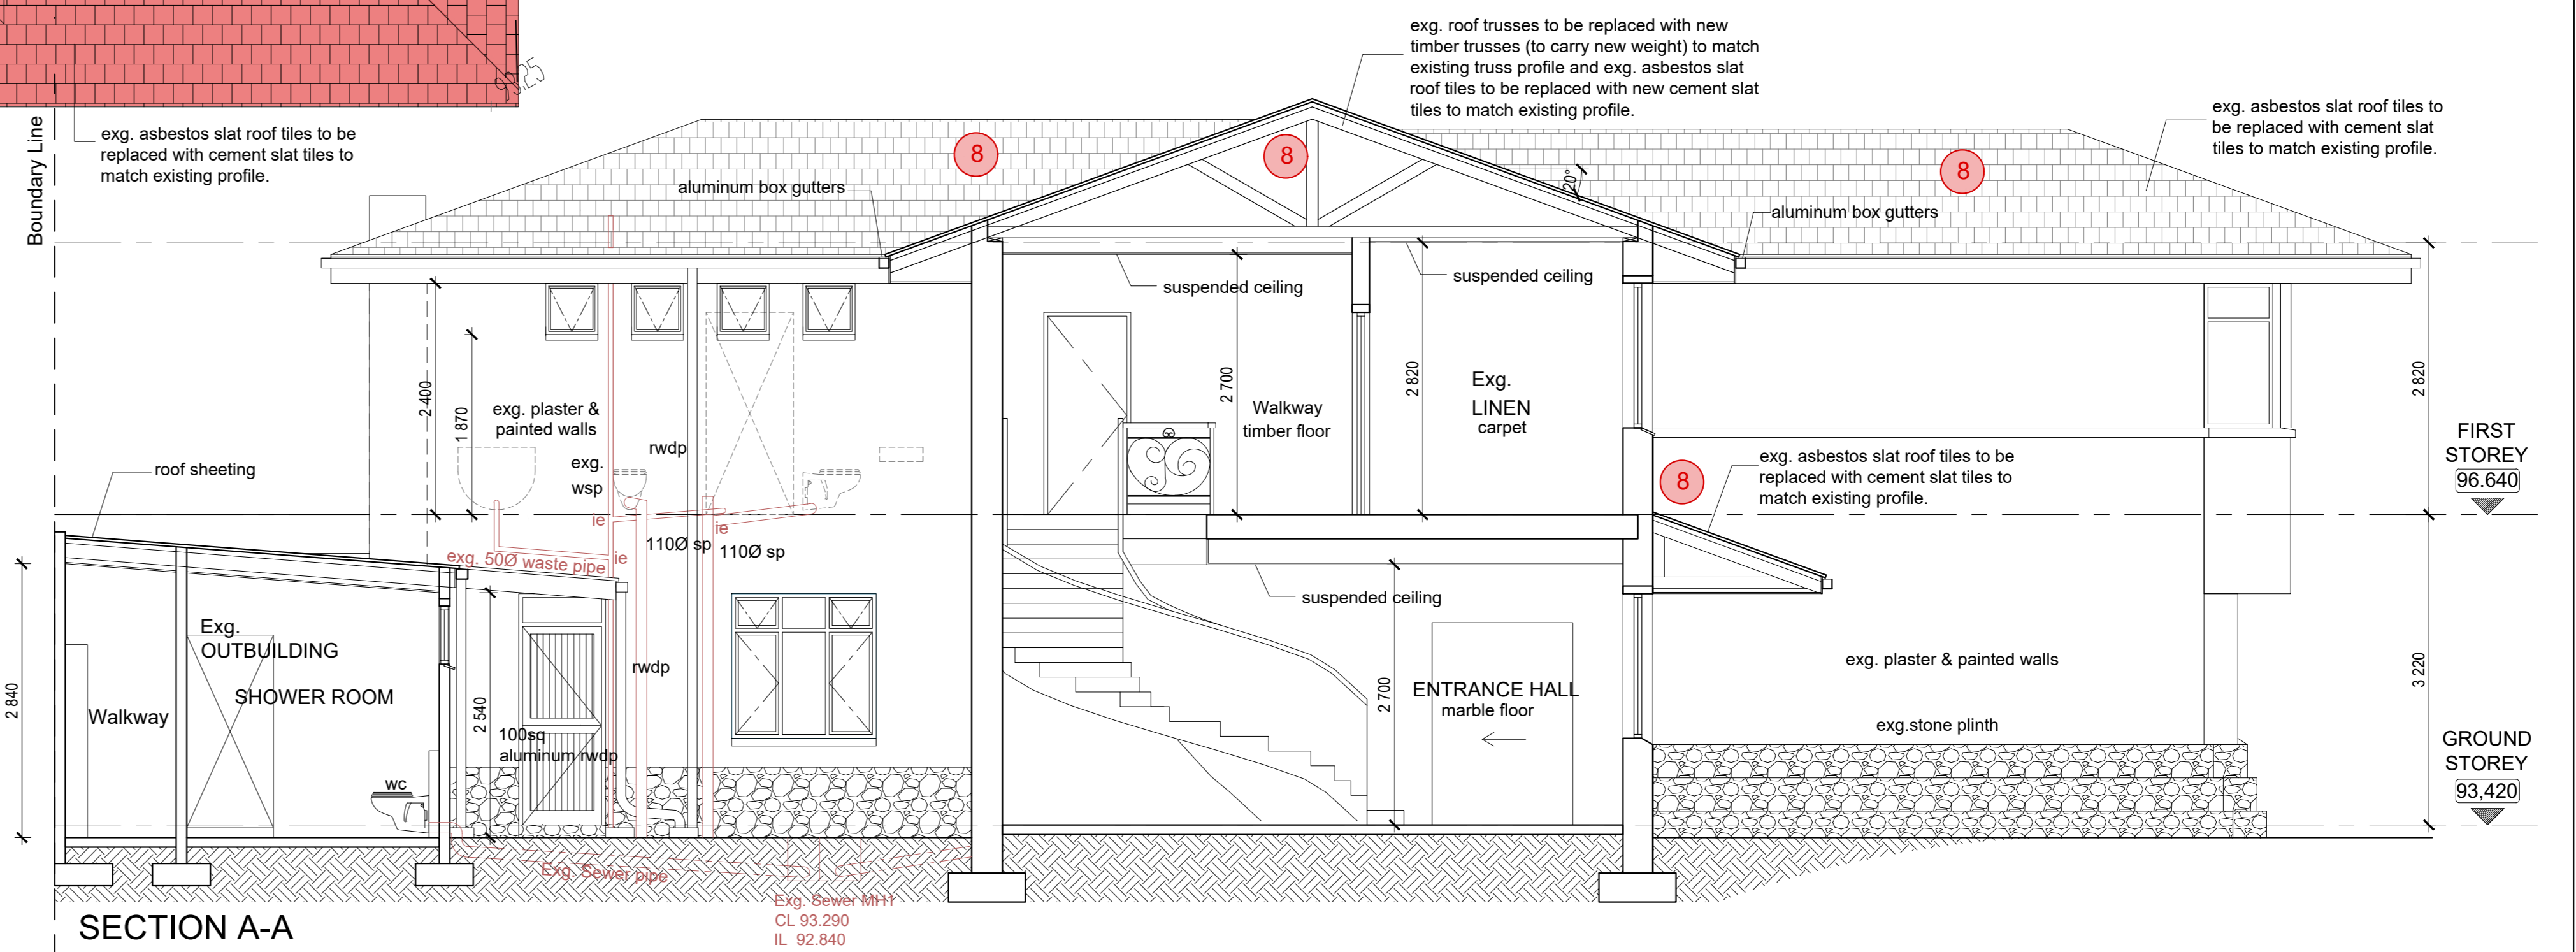 93.25
exg. roof trusses to be replaced with new
timber trusses (to carry new weight) to match
existing truss profile and exg. asbestos slat
roof tiles to be replaced with new cement slat
tiles to match existing profile.
exg. asbestos slat roof tiles to
be replaced with cement slat
tiles to match existing profile.
Boundary Line
exg. asbestos slat roof tiles to be
replaced with cement slat tiles to
match existing profile.
8
8
8
20°
aluminum box gutters
aluminum box gutters
suspended ceiling
suspended ceiling
2 400
1 870
exg. plaster &
painted walls
rwdp
exg.
wsp
2 700
Walkway
timber floor
2 820
Exg.
LINEN
carpet
2 820
FIRST
STOREY
96.640
8
exg. asbestos slat roof tiles to be
replaced with cement slat tiles to
match existing profile.
roof sheeting
ie
ie
ie
110Ø sp
110Ø sp
exg. 50Ø waste pipe
suspended ceiling
Exg.
OUTBUILDING
SHOWER ROOM
Walkway
2 840
2 540
rwdp
100sq
aluminum rwdp
wc
2 700
ENTRANCE HALL
marble floor
exg. plaster & painted walls
exg.stone plinth
3 220
GROUND
STOREY
93,420
Exg. Sewer pipe
Exg. Sewer MH1
CL 93.290
IL 92.840
SECTION A-A